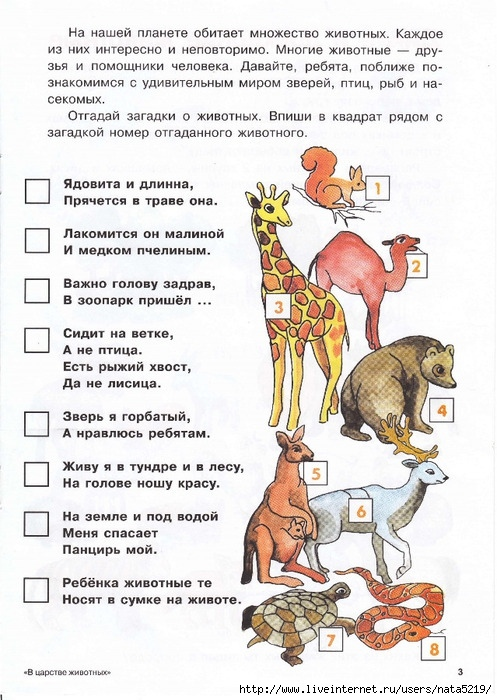 На нашей планете обитает множество животных. Каждое
из них интересно и неповторимо. Многие животные — дру-
зья и помощники человека. Давайте, ребята, поближе по-
знакомимся с удивительным миром зверей, птиц, рыб и на-
секомых.
Отгадай загадки о животных. Впиши в квадрат рядом с
загадкой номер отгаданного животного.
Ядовита и длинна,
Прячется в траве она.
Лакомится он малиной
И медком пчелиным.
Важно голову задрав,
В зоопарк пришёл ...
Сидит на ветке,
А не птица.
Есть рыжий хвост,
Да не лисица.
Зверь я горбатый,
А нравлюсь ребятам.
Живу я в тундре и в лесу,
На голове ношу красу.
На земле и под водой
Меня спасает
Панцирь мой.
Ребёнка животные те
Носят в сумке на животе.
1
2
3
4
5
6
7
8
«В царстве животных»
3
http://www.liveinternet.ru/users/nata5219/